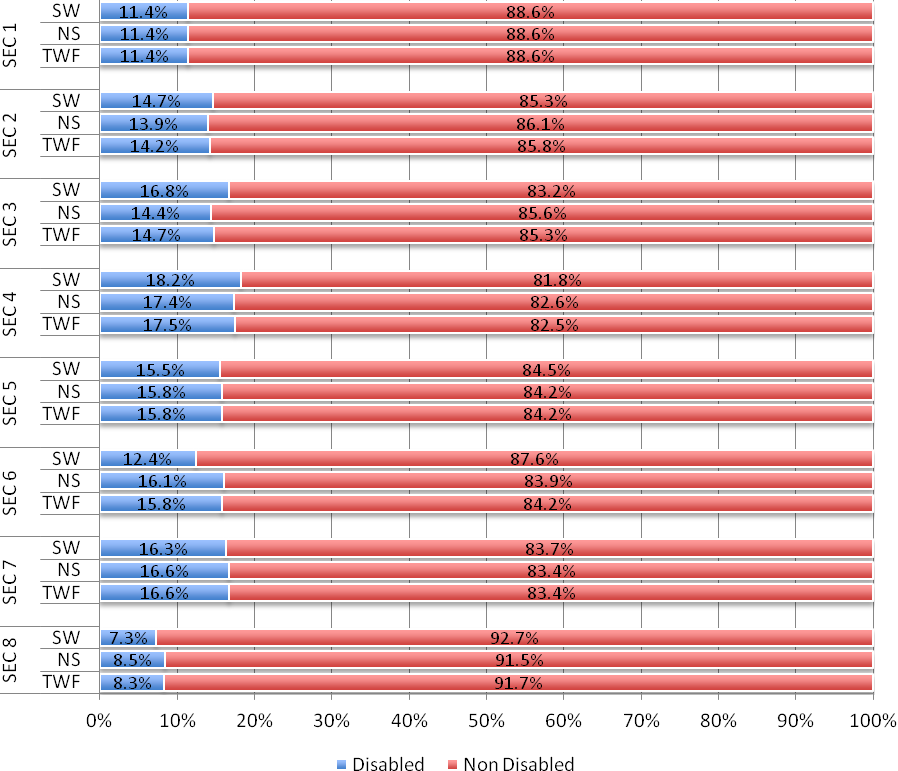 SEC 1
SW 11.4% 88.6%
NS 11.4% 88.6%
TWF 11.4% 88.6%
SEC 2
SW 14.7% 85.3%
NS 13.9% 86.1%
TWF 14.2% 85.8%
SEC 3
SW 16.8% 83.2%
NS 14.4% 85.6%
TWF 14.7% 85.3%
SEC 4
SW 18.2% 81.8%
NS 17.4% 82.6%
TWF 17.5% 82.5%
SEC 5
SW 15.5% 84.5%
NS 15.8% 84.2%
TWF 15.8% 84.2%
SEC 6
SW 12.4% 87.6%
NS 16.1% 83.9%
TWF 15.8% 84.2%
SEC 7
SW 16.3% 83.7%
NS 16.6% 83.4%
TWF 16.6% 83.4%
SEC 8
SW 7.3% 92.7%
NS 8.5% 91.5%
TWF 8.3% 91.7%
0% 10% 20% 30% 40% 50% 60% 70% 80% 90% 100%
Disabled Non Disabled